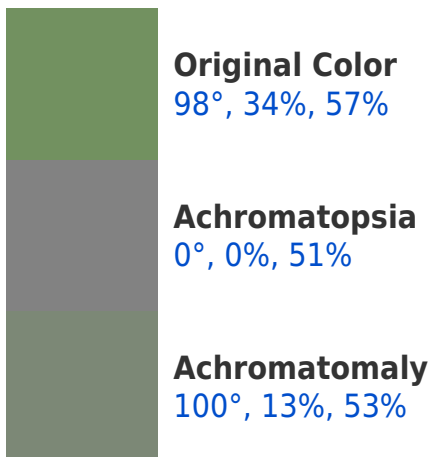 Original Color
98°, 34%, 57%
Achromatopsia
0°, 0%, 51%
Achromatomaly
100°, 13%, 53%